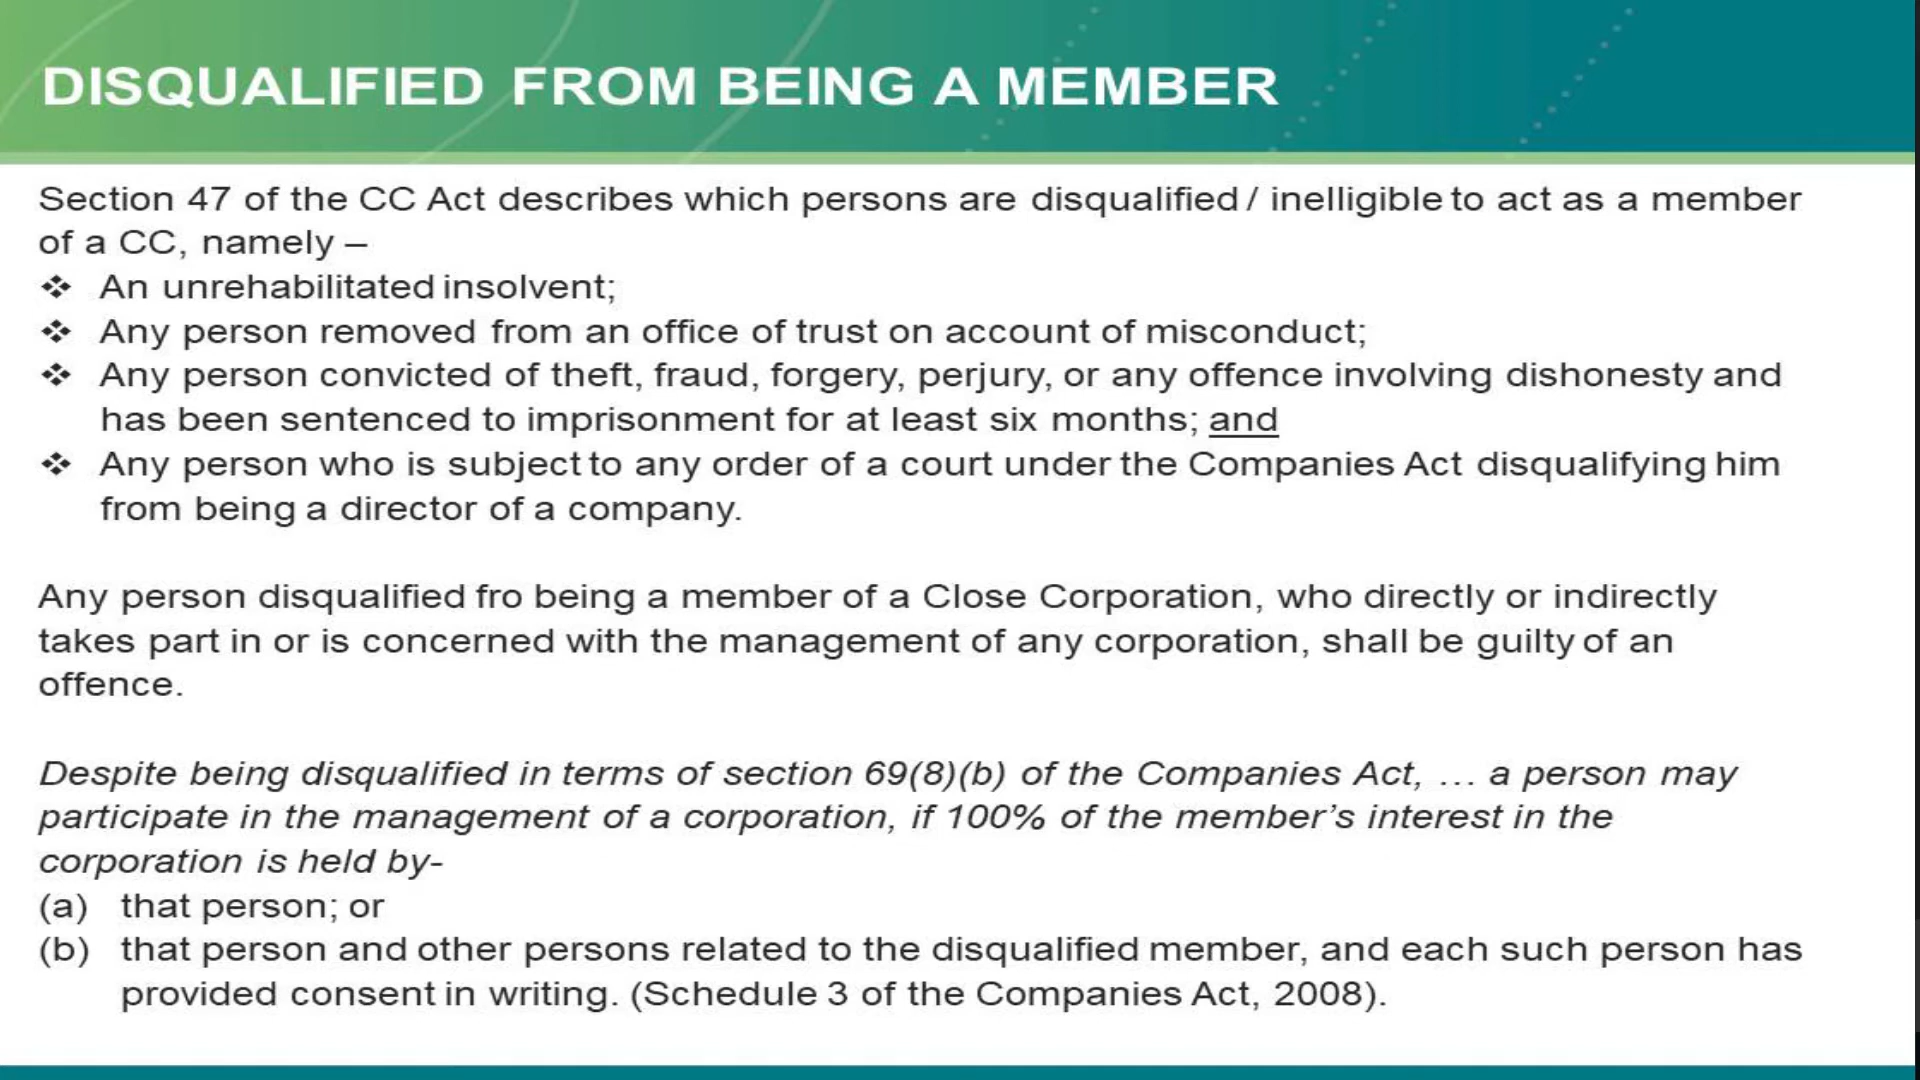 DISQUALIFIED FROM BEING A MEMBER
Section 47 of the CC Act describes which persons are disqualified / inelligible to act as a member
of a CC, namely –
❖ An unrehabilitated insolvent;
❖ Any person removed from an office of trust on account of misconduct;
❖ Any person convicted of theft, fraud, forgery, perjury, or any offence involving dishonesty and
has been sentenced to imprisonment for at least six months; and
❖ Any person who is subject to any order of a court under the Companies Act disqualifying him
from being a director of a company.
Any person disqualified fro being a member of a Close Corporation, who directly or indirectly
takes part in or is concerned with the management of any corporation, shall be guilty of an
offence.
Despite being disqualified in terms of section 69(8)(b) of the Companies Act, … a person may
participate in the management of a corporation, if 100% of the member’s interest in the
corporation is held by-
(a) that person; or
(b) that person and other persons related to the disqualified member, and each such person has
provided consent in writing. (Schedule 3 of the Companies Act, 2008).